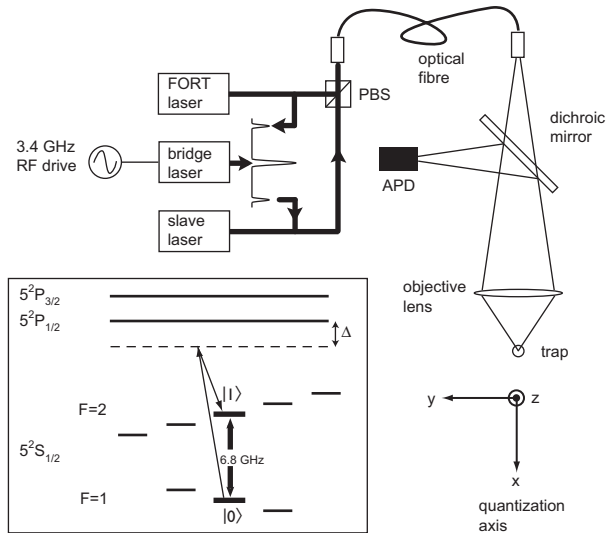 optical
fibre
FORT
laser
PBS
dichroic
mirror
3.4 GHz
RF drive
bridge
laser
APD
slave
laser
objective
lens
trap
y
z
x
quantization
axis
5²P₃/₂
5²P₁/₂
Δ
|1⟩
F=2
6.8 GHz
5²S₁/₂
F=1
|0⟩